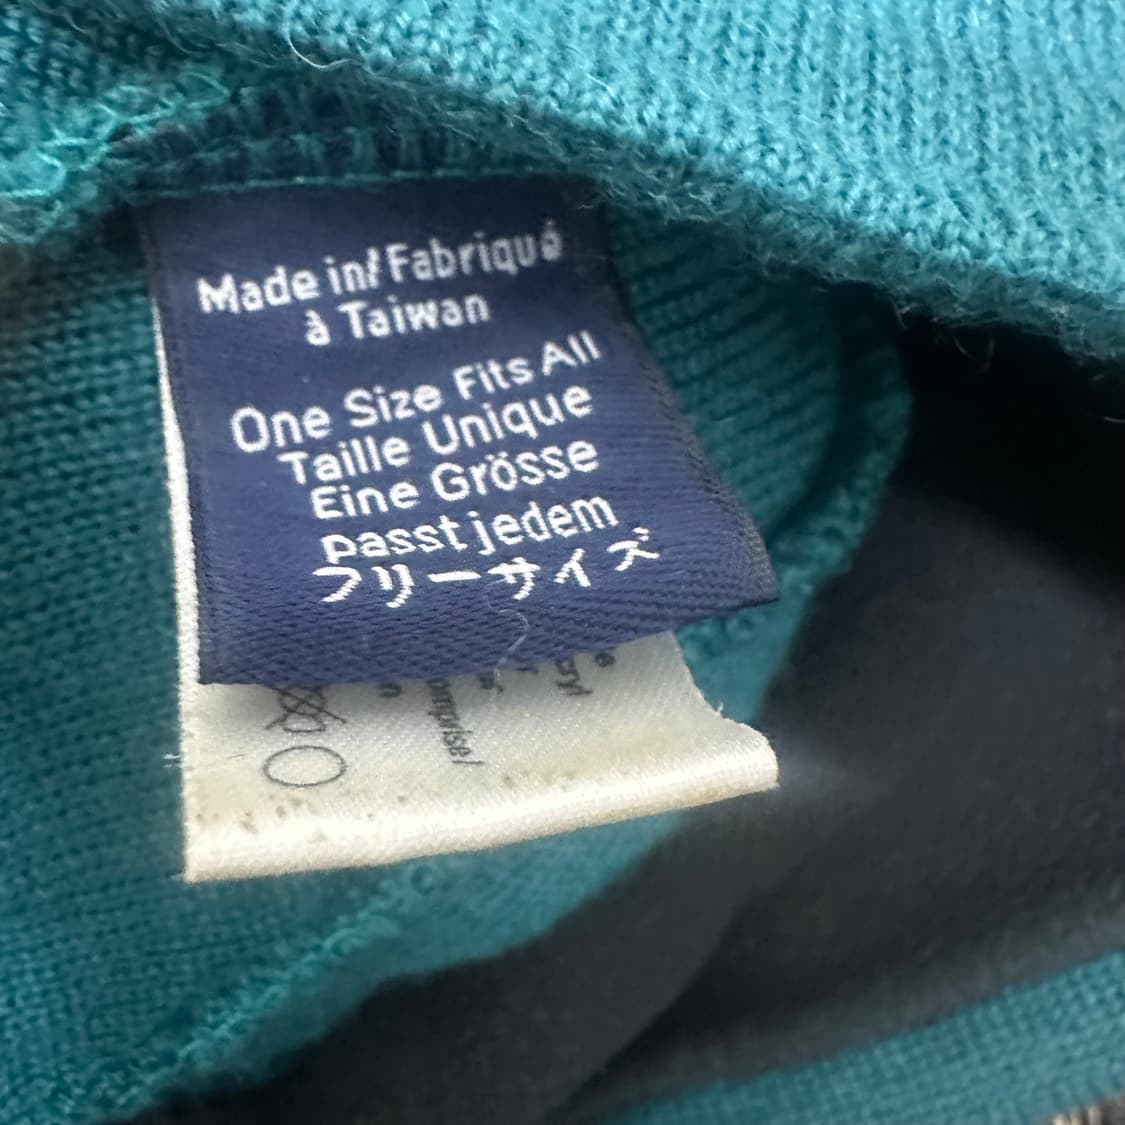 Made in/Fabriqué
à Taiwan
One Size Fits All
Taille Unique
Eine Grösse
passt jedem
フリーサイズ